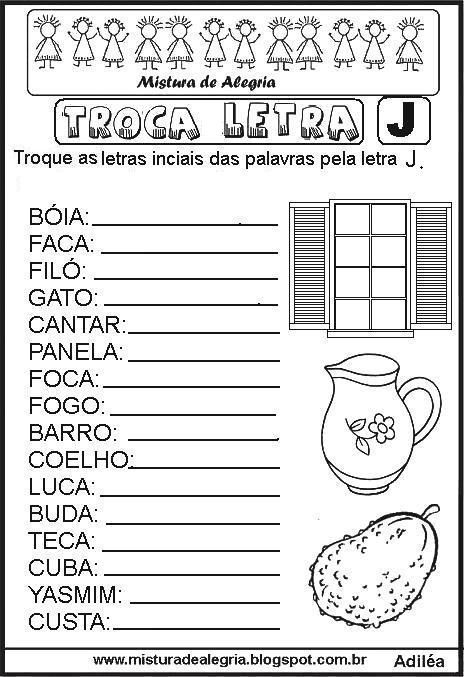 Mistura de Alegria
TROCA LETRA J
Troque as letras inciais das palavras pela letra J.
BÓIA:
FACA:
FILÓ:
GATO:
CANTAR:
PANELA:
FOCA:
FOGO:
BARRO:
COELHO:
LUCA:
BUDA:
TECA:
CUBA:
YASMIM:
CUSTA:
www.misturadealegria.blogspot.com.br Adiléa